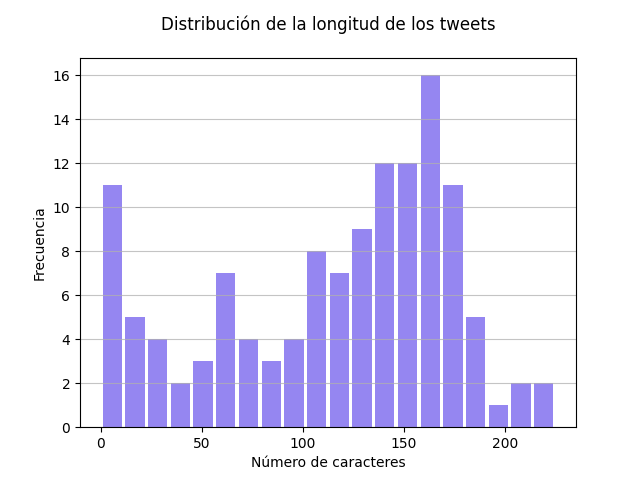 Distribución de la longitud de los tweets
16
14
12
10
8
6
4
2
0
Frecuencia
0 50 100 150 200
Número de caracteres